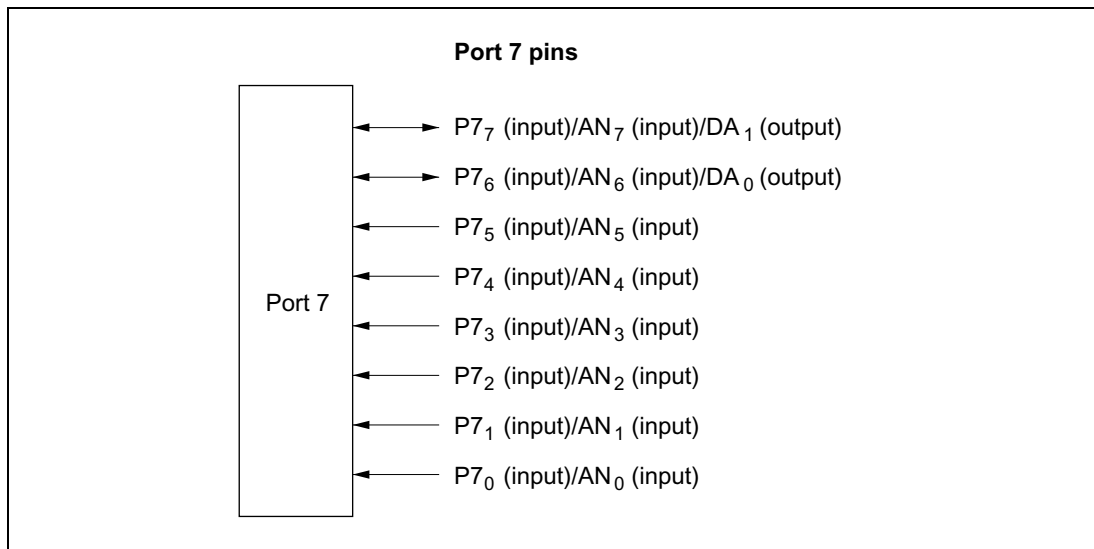 Port 7 pins
P7₇ (input)/AN₇ (input)/DA₁ (output)
P7₆ (input)/AN₆ (input)/DA₀ (output)
P7₅ (input)/AN₅ (input)
P7₄ (input)/AN₄ (input)
Port 7
P7₃ (input)/AN₃ (input)
P7₂ (input)/AN₂ (input)
P7₁ (input)/AN₁ (input)
P7₀ (input)/AN₀ (input)